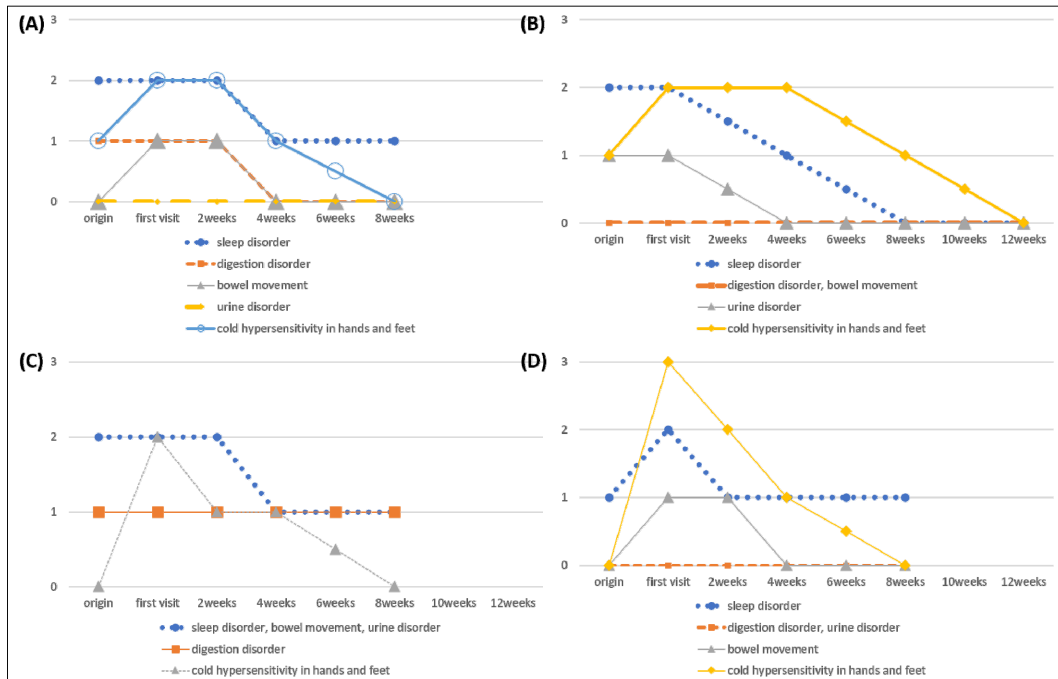 (A)
3
2
1
0
origin first visit 2weeks 4weeks 6weeks 8weeks
sleep disorder
digestion disorder
bowel movement
urine disorder
cold hypersensitivity in hands and feet
(B)
3
2
1
0
origin first visit 2weeks 4weeks 6weeks 8weeks 10weeks 12weeks
sleep disorder
digestion disorder, bowel movement
urine disorder
cold hypersensitivity in hands and feet
(C)
3
2
1
0
origin first visit 2weeks 4weeks 6weeks 8weeks 10weeks 12weeks
sleep disorder, bowel movement, urine disorder
digestion disorder
cold hypersensitivity in hands and feet
(D)
3
2
1
0
origin first visit 2weeks 4weeks 6weeks 8weeks 10weeks 12weeks
sleep disorder
digestion disorder, urine disorder
bowel movement
cold hypersensitivity in hands and feet